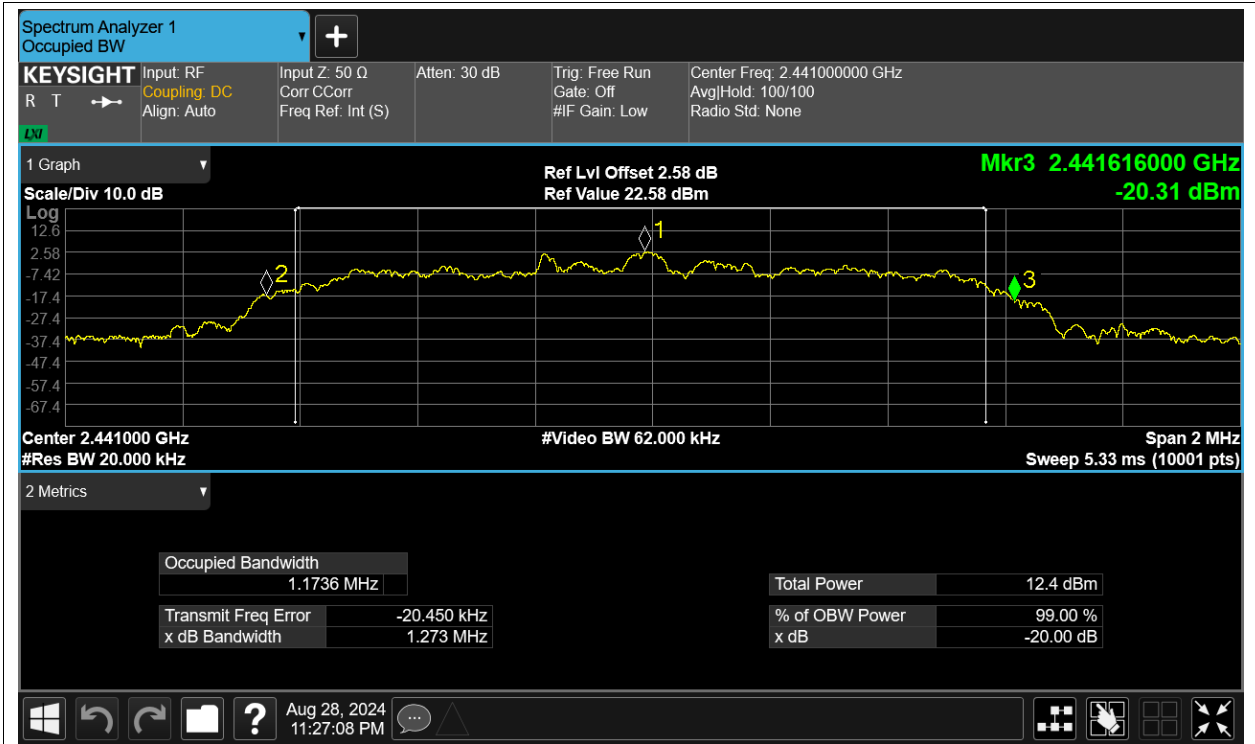 Spectrum Analyzer 1
Occupied BW
KEYSIGHT
R T
LXI
Input: RF
Coupling: DC
Align: Auto
Input Z: 50 Ω
Corr CCorr
Freq Ref: Int (S)
Atten: 30 dB
Trig: Free Run
Gate: Off
#IF Gain: Low
Center Freq: 2.441000000 GHz
Avg|Hold: 100/100
Radio Std: None
1 Graph
Scale/Div 10.0 dB
Ref Lvl Offset 2.58 dB
Ref Value 22.58 dBm
Mkr3 2.441616000 GHz
-20.31 dBm
Log
12.6
2.58
-7.42
-17.4
-27.4
-37.4
-47.4
-57.4
-67.4
1
2
3
Center 2.441000 GHz
#Res BW 20.000 kHz
#Video BW 62.000 kHz
Span 2 MHz
Sweep 5.33 ms (10001 pts)
2 Metrics
Occupied Bandwidth
1.1736 MHz
Transmit Freq Error -20.450 kHz
x dB Bandwidth 1.273 MHz
Total Power 12.4 dBm
% of OBW Power 99.00 %
x dB -20.00 dB
?
Aug 28, 2024
11:27:08 PM